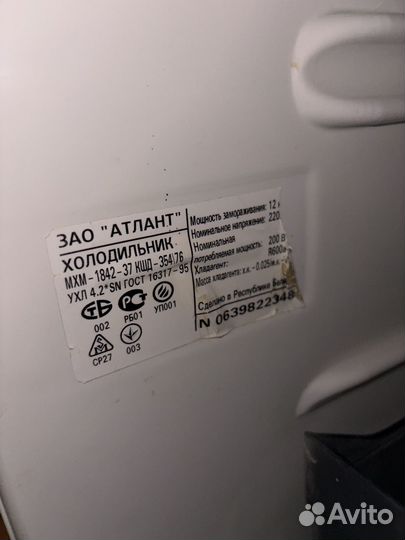 ЗАО "АТЛАНТ"
ХОЛОДИЛЬНИК
МХМ-1842-37 КШД-354/76
УХЛ 4.2*SN ГОСТ 16317-95
002
РБ01
УП001
СР27
003
Мощность замораживания: 12
Номинальное напряжение: 220
Номинальная
потребляемая мощность: 200 В
Хладагент: R600а
Масса хладагента: х.к. - 0.025
Сделано в Республике
N 0639822348
Avito